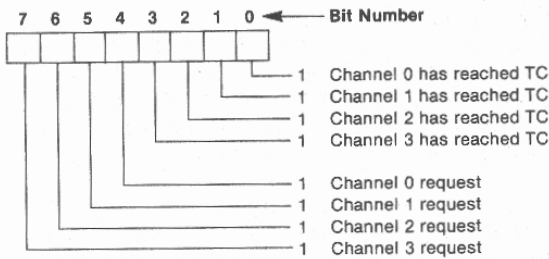 7 6 5 4 3 2 1 0 Bit Number
1 Channel 0 has reached TC
1 Channel 1 has reached TC
1 Channel 2 has reached TC
1 Channel 3 has reached TC
1 Channel 0 request
1 Channel 1 request
1 Channel 2 request
1 Channel 3 request